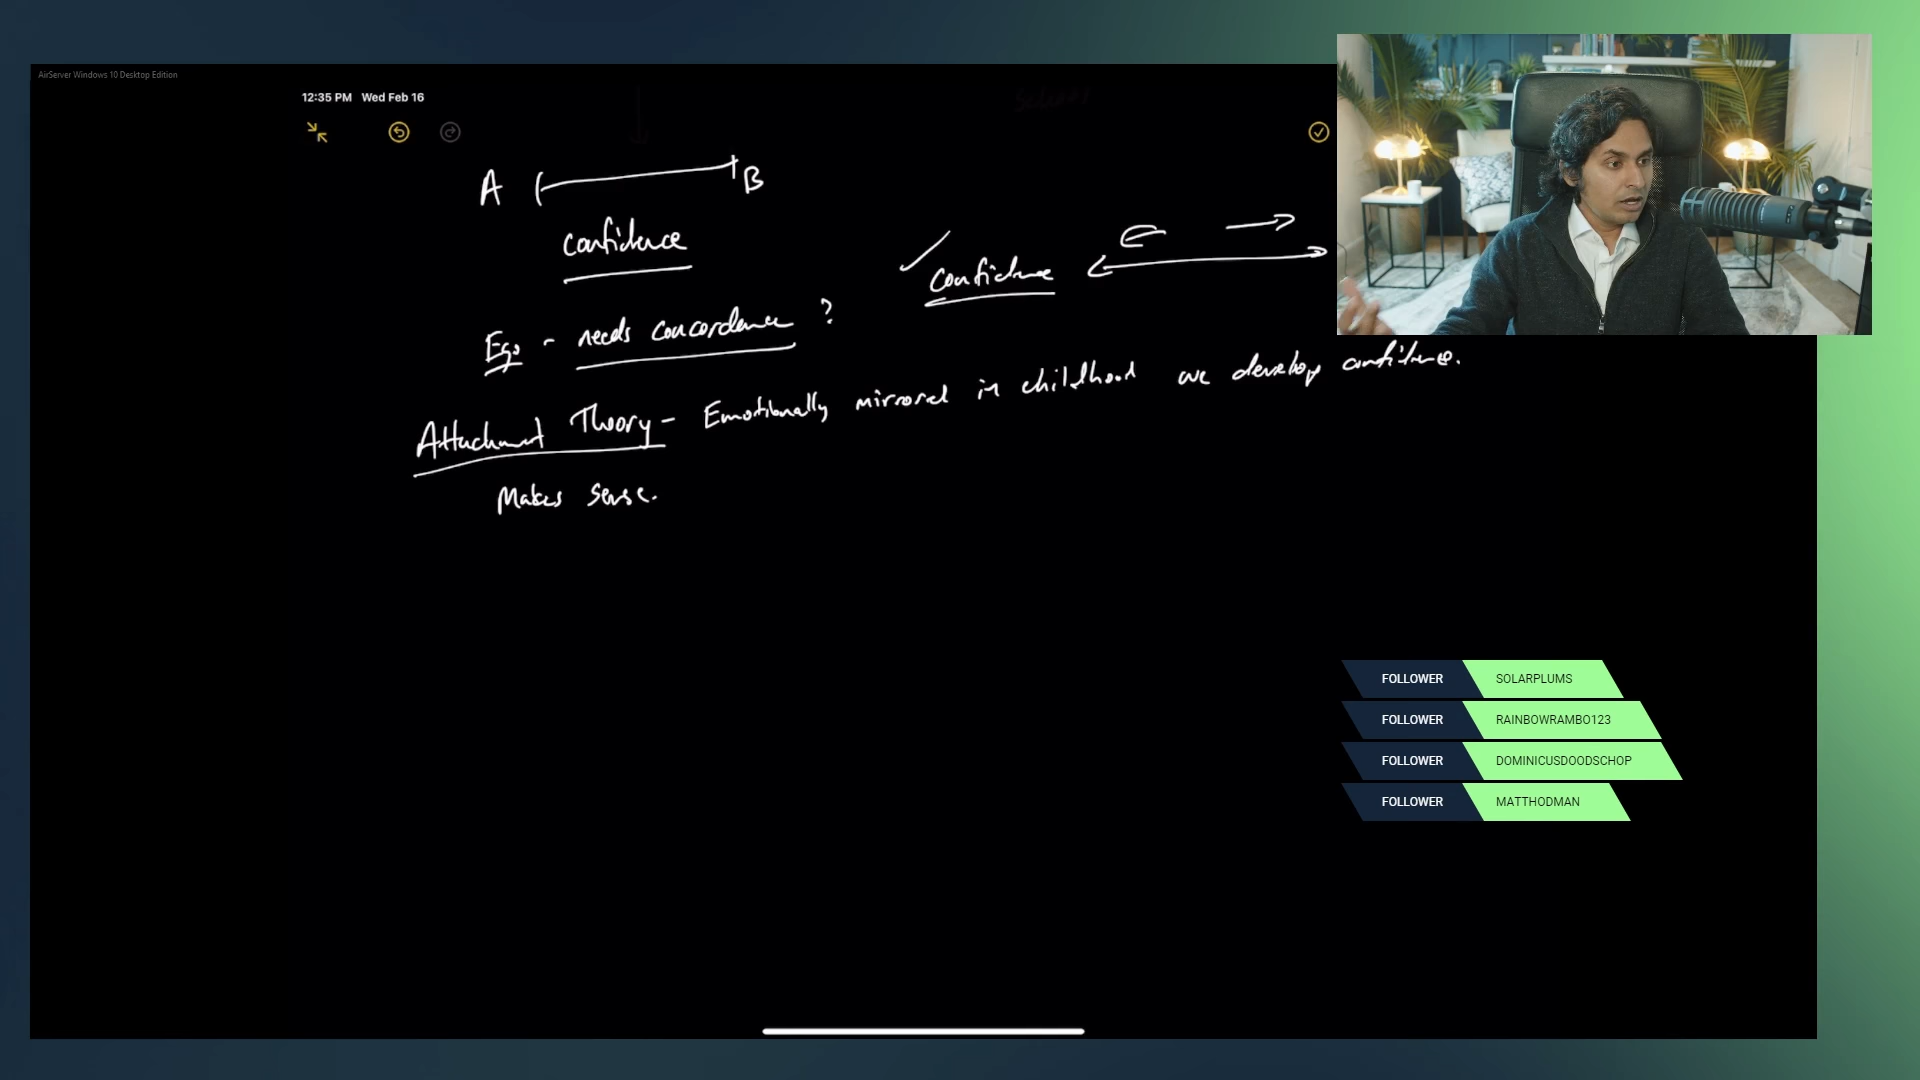 AirServer Windows 10 Desktop Edition
12:35 PM Wed Feb 16
A B
confidence
confidence
Ego - needs concordance ?
Attachment Theory - Emotionally mirrored in childhood we develop confidence.
Makes sense.
FOLLOWER SOLARPLUMS
FOLLOWER RAINBOWRAMBO123
FOLLOWER DOMINICUSDOODSCHOP
FOLLOWER MATTHODMAN